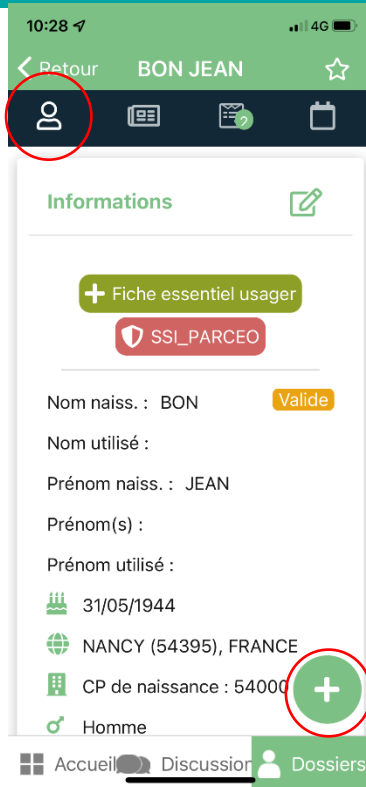 10:28 4G
Retour BON JEAN
2
Informations
+ Fiche essentiel usager
SSI_PARCEO
Nom naiss. : BON Valide
Nom utilisé :
Prénom naiss. : JEAN
Prénom(s) :
Prénom utilisé :
31/05/1944
NANCY (54395), FRANCE
CP de naissance : 54000
Homme
+
Accueil Discussion Dossiers